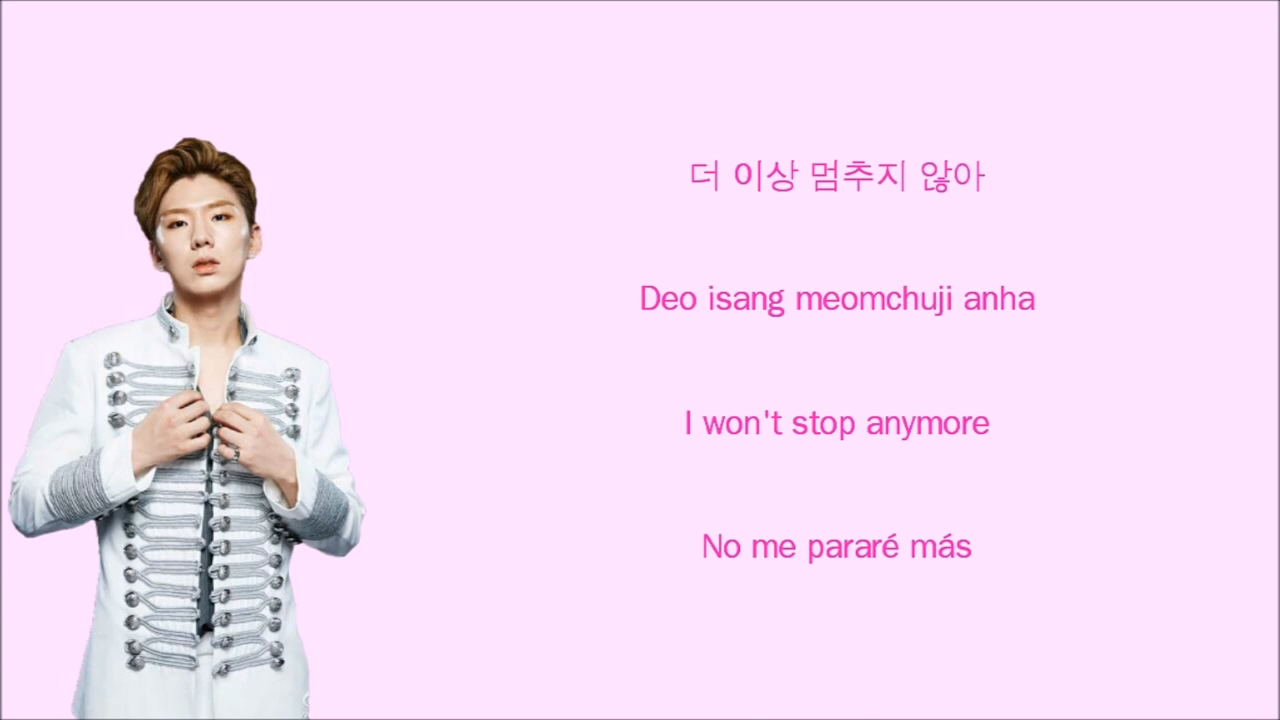 더 이상 멈추지 않아
Deo isang meomchuji anha
I won't stop anymore
No me pararé más